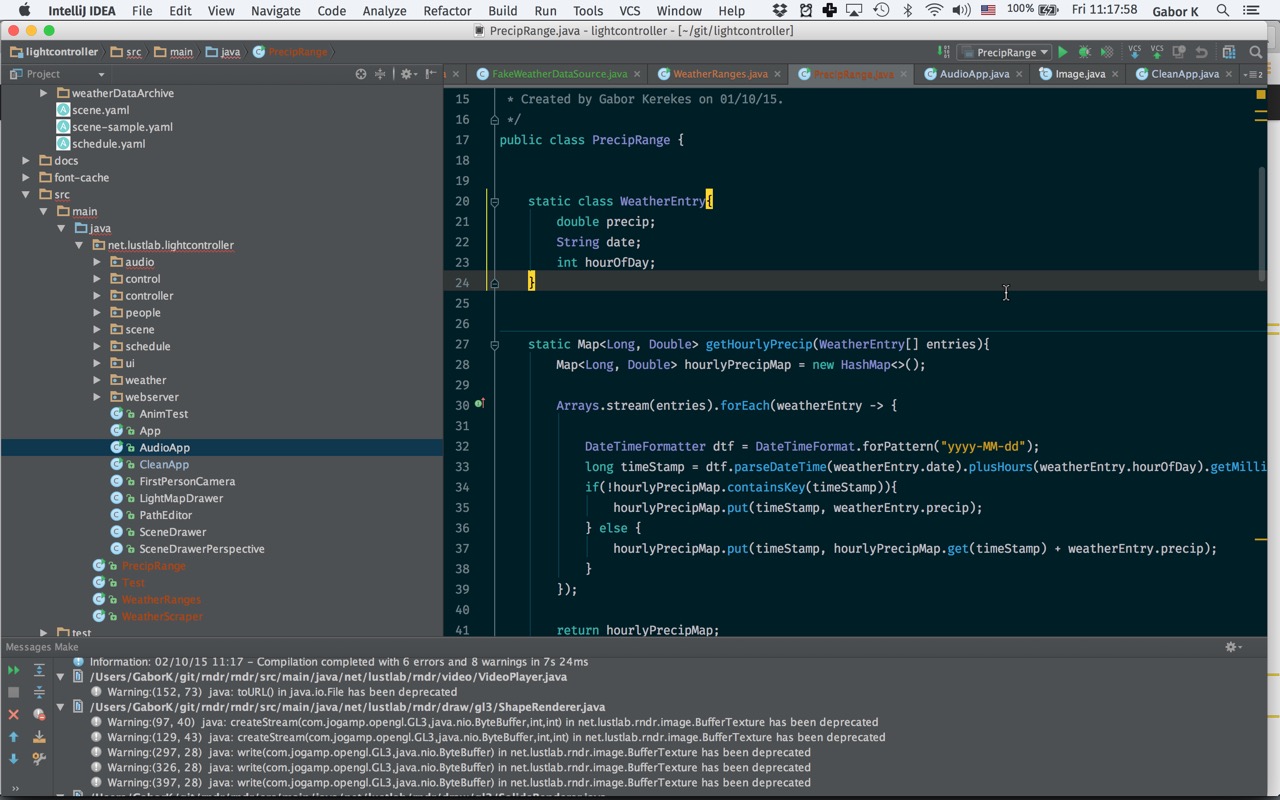 IntelliJ IDEA File Edit View Navigate Code Analyze Refactor Build Run Tools VCS Window Help 100% Fri 11:17:58 Gabor K
PrecipRange.java - lightcontroller - [~/git/lightcontroller]
lightcontroller src main java PrecipRange PrecipRange VCS VCS
Project FakeWeatherDataSource.java WeatherRanges.java PrecipRange.java AudioApp.java Image.java CleanApp.java
weatherDataArchive
scene.yaml
scene-sample.yaml
schedule.yaml
docs
font-cache
src
main
java
net.lustlab.lightcontroller
audio
control
controller
people
scene
schedule
ui
weather
webserver
AnimTest
App
AudioApp
CleanApp
FirstPersonCamera
LightMapDrawer
PathEditor
SceneDrawer
SceneDrawerPerspective
PrecipRange
Test
WeatherRanges
WeatherScraper
test
15 * Created by Gabor Kerekes on 01/10/15.
16 */
17 public class PrecipRange {
18
19
20 static class WeatherEntry{
21 double precip;
22 String date;
23 int hourOfDay;
24 }
25
26
27 static Map<Long, Double> getHourlyPrecip(WeatherEntry[] entries){
28 Map<Long, Double> hourlyPrecipMap = new HashMap<>();
29
30 Arrays.stream(entries).forEach(weatherEntry -> {
31
32 DateTimeFormatter dtf = DateTimeFormat.forPattern("yyyy-MM-dd");
33 long timeStamp = dtf.parseDateTime(weatherEntry.date).plusHours(weatherEntry.hourOfDay).getMilli
34 if(!hourlyPrecipMap.containsKey(timeStamp)){
35 hourlyPrecipMap.put(timeStamp, weatherEntry.precip);
36 } else {
37 hourlyPrecipMap.put(timeStamp, hourlyPrecipMap.get(timeStamp) + weatherEntry.precip);
38 }
39 });
40
41 return hourlyPrecipMap;
Messages Make
Information: 02/10/15 11:17 - Compilation completed with 6 errors and 8 warnings in 7s 24ms
/Users/GaborK/git/rndr/rndr/src/main/java/net/lustlab/rndr/video/VideoPlayer.java
Warning:(152, 73) java: toURL() in java.io.File has been deprecated
/Users/GaborK/git/rndr/rndr/src/main/java/net/lustlab/rndr/draw/gl3/ShapeRenderer.java
Warning:(97, 40) java: createStream(com.jogamp.opengl.GL3,java.nio.ByteBuffer,int,int) in net.lustlab.rndr.image.BufferTexture has been deprecated
Warning:(129, 43) java: createStream(com.jogamp.opengl.GL3,java.nio.ByteBuffer,int,int) in net.lustlab.rndr.image.BufferTexture has been deprecated
Warning:(297, 28) java: write(com.jogamp.opengl.GL3,java.nio.ByteBuffer) in net.lustlab.rndr.image.BufferTexture has been deprecated
Warning:(326, 28) java: write(com.jogamp.opengl.GL3,java.nio.ByteBuffer) in net.lustlab.rndr.image.BufferTexture has been deprecated
Warning:(397, 28) java: write(com.jogamp.opengl.GL3,java.nio.ByteBuffer) in net.lustlab.rndr.image.BufferTexture has been deprecated